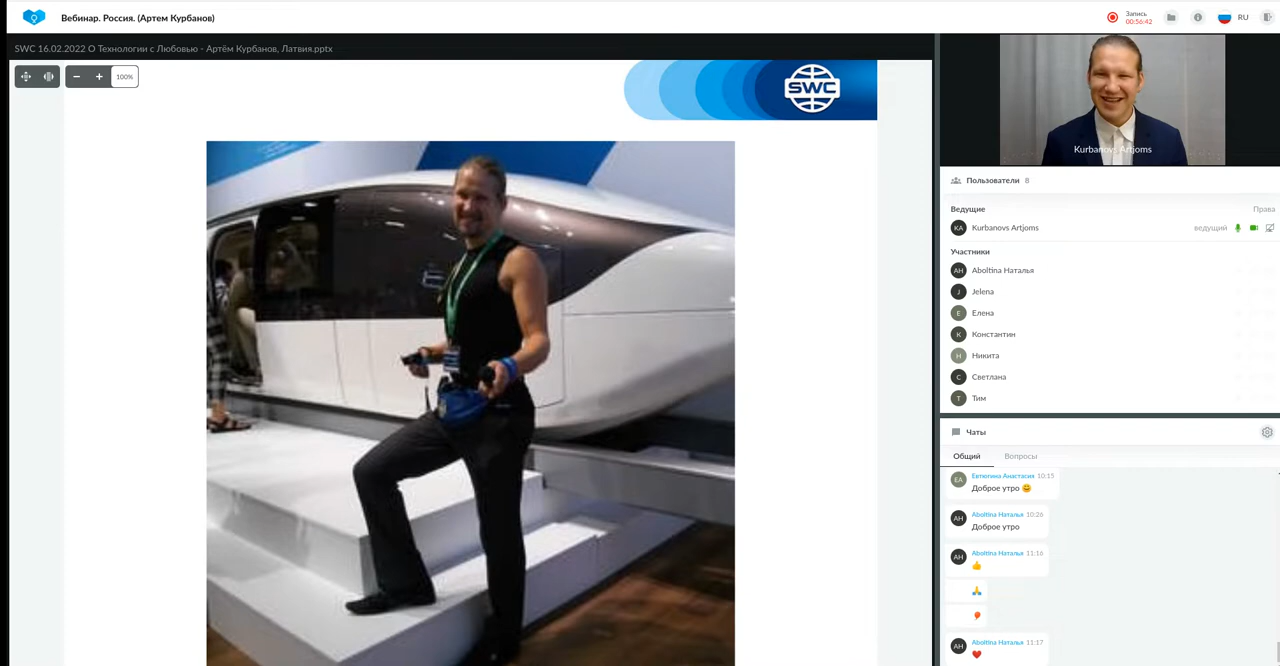 Вебинар. Россия. (Артем Курбанов)
Запись
00:56:42
RU
SWC 16.02.2022 О Технологии с Любовью - Артём Курбанов, Латвия.pptx
100%
SWC
Kurbanovs Artjoms
Пользователи 8
Ведущие Права
KA Kurbanovs Artjoms ведущий
Участники
AH Aboltina Наталья
J Jelena
Е Елена
К Константин
Н Никита
С Светлана
Т Тим
Чаты
Общий Вопросы
ЕА Евтюгина Анастасия 10:15
Доброе утро 😄
AH Aboltina Наталья 10:26
Доброе утро
AH Aboltina Наталья 11:16
👍
🙏
🎈
AH Aboltina Наталья 11:17
❤️